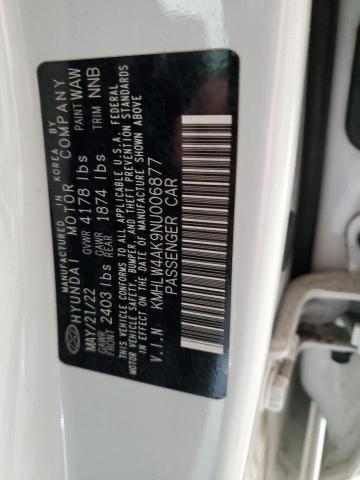 MANUFACTURED IN KOREA BY
HYUNDAI MOTOR COMPANY
MAY/21/22 GVWR 4178 lbs PAINT WAW
GAWR FRONT 2403 lbs GAWR REAR 1874 lbs TRIM NNB
THIS VEHICLE CONFORMS TO ALL APPLICABLE U.S.A. FEDERAL
MOTOR VEHICLE SAFETY, BUMPER, AND THEFT PREVENTION STANDARDS
IN EFFECT ON THE DATE OF MANUFACTURE SHOWN ABOVE
V.I.N KMHLW4AK9NU006877
PASSENGER CAR